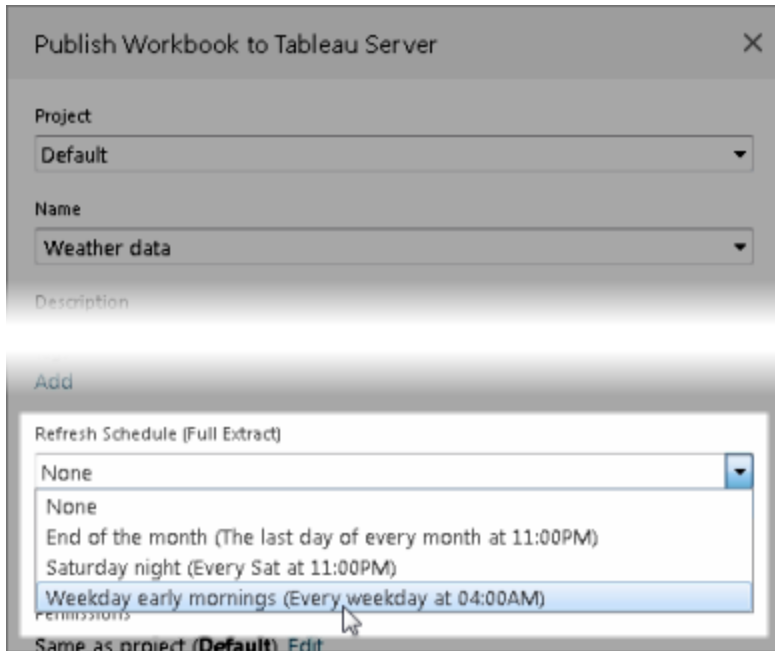 Publish Workbook to Tableau Server
Project
Default
Name
Weather data
Description
Add
Refresh Schedule (Full Extract)
None
None
End of the month (The last day of every month at 11:00PM)
Saturday night (Every Sat at 11:00PM)
Weekday early mornings (Every weekday at 04:00AM)
Permissions
Same as project (Default) Edit